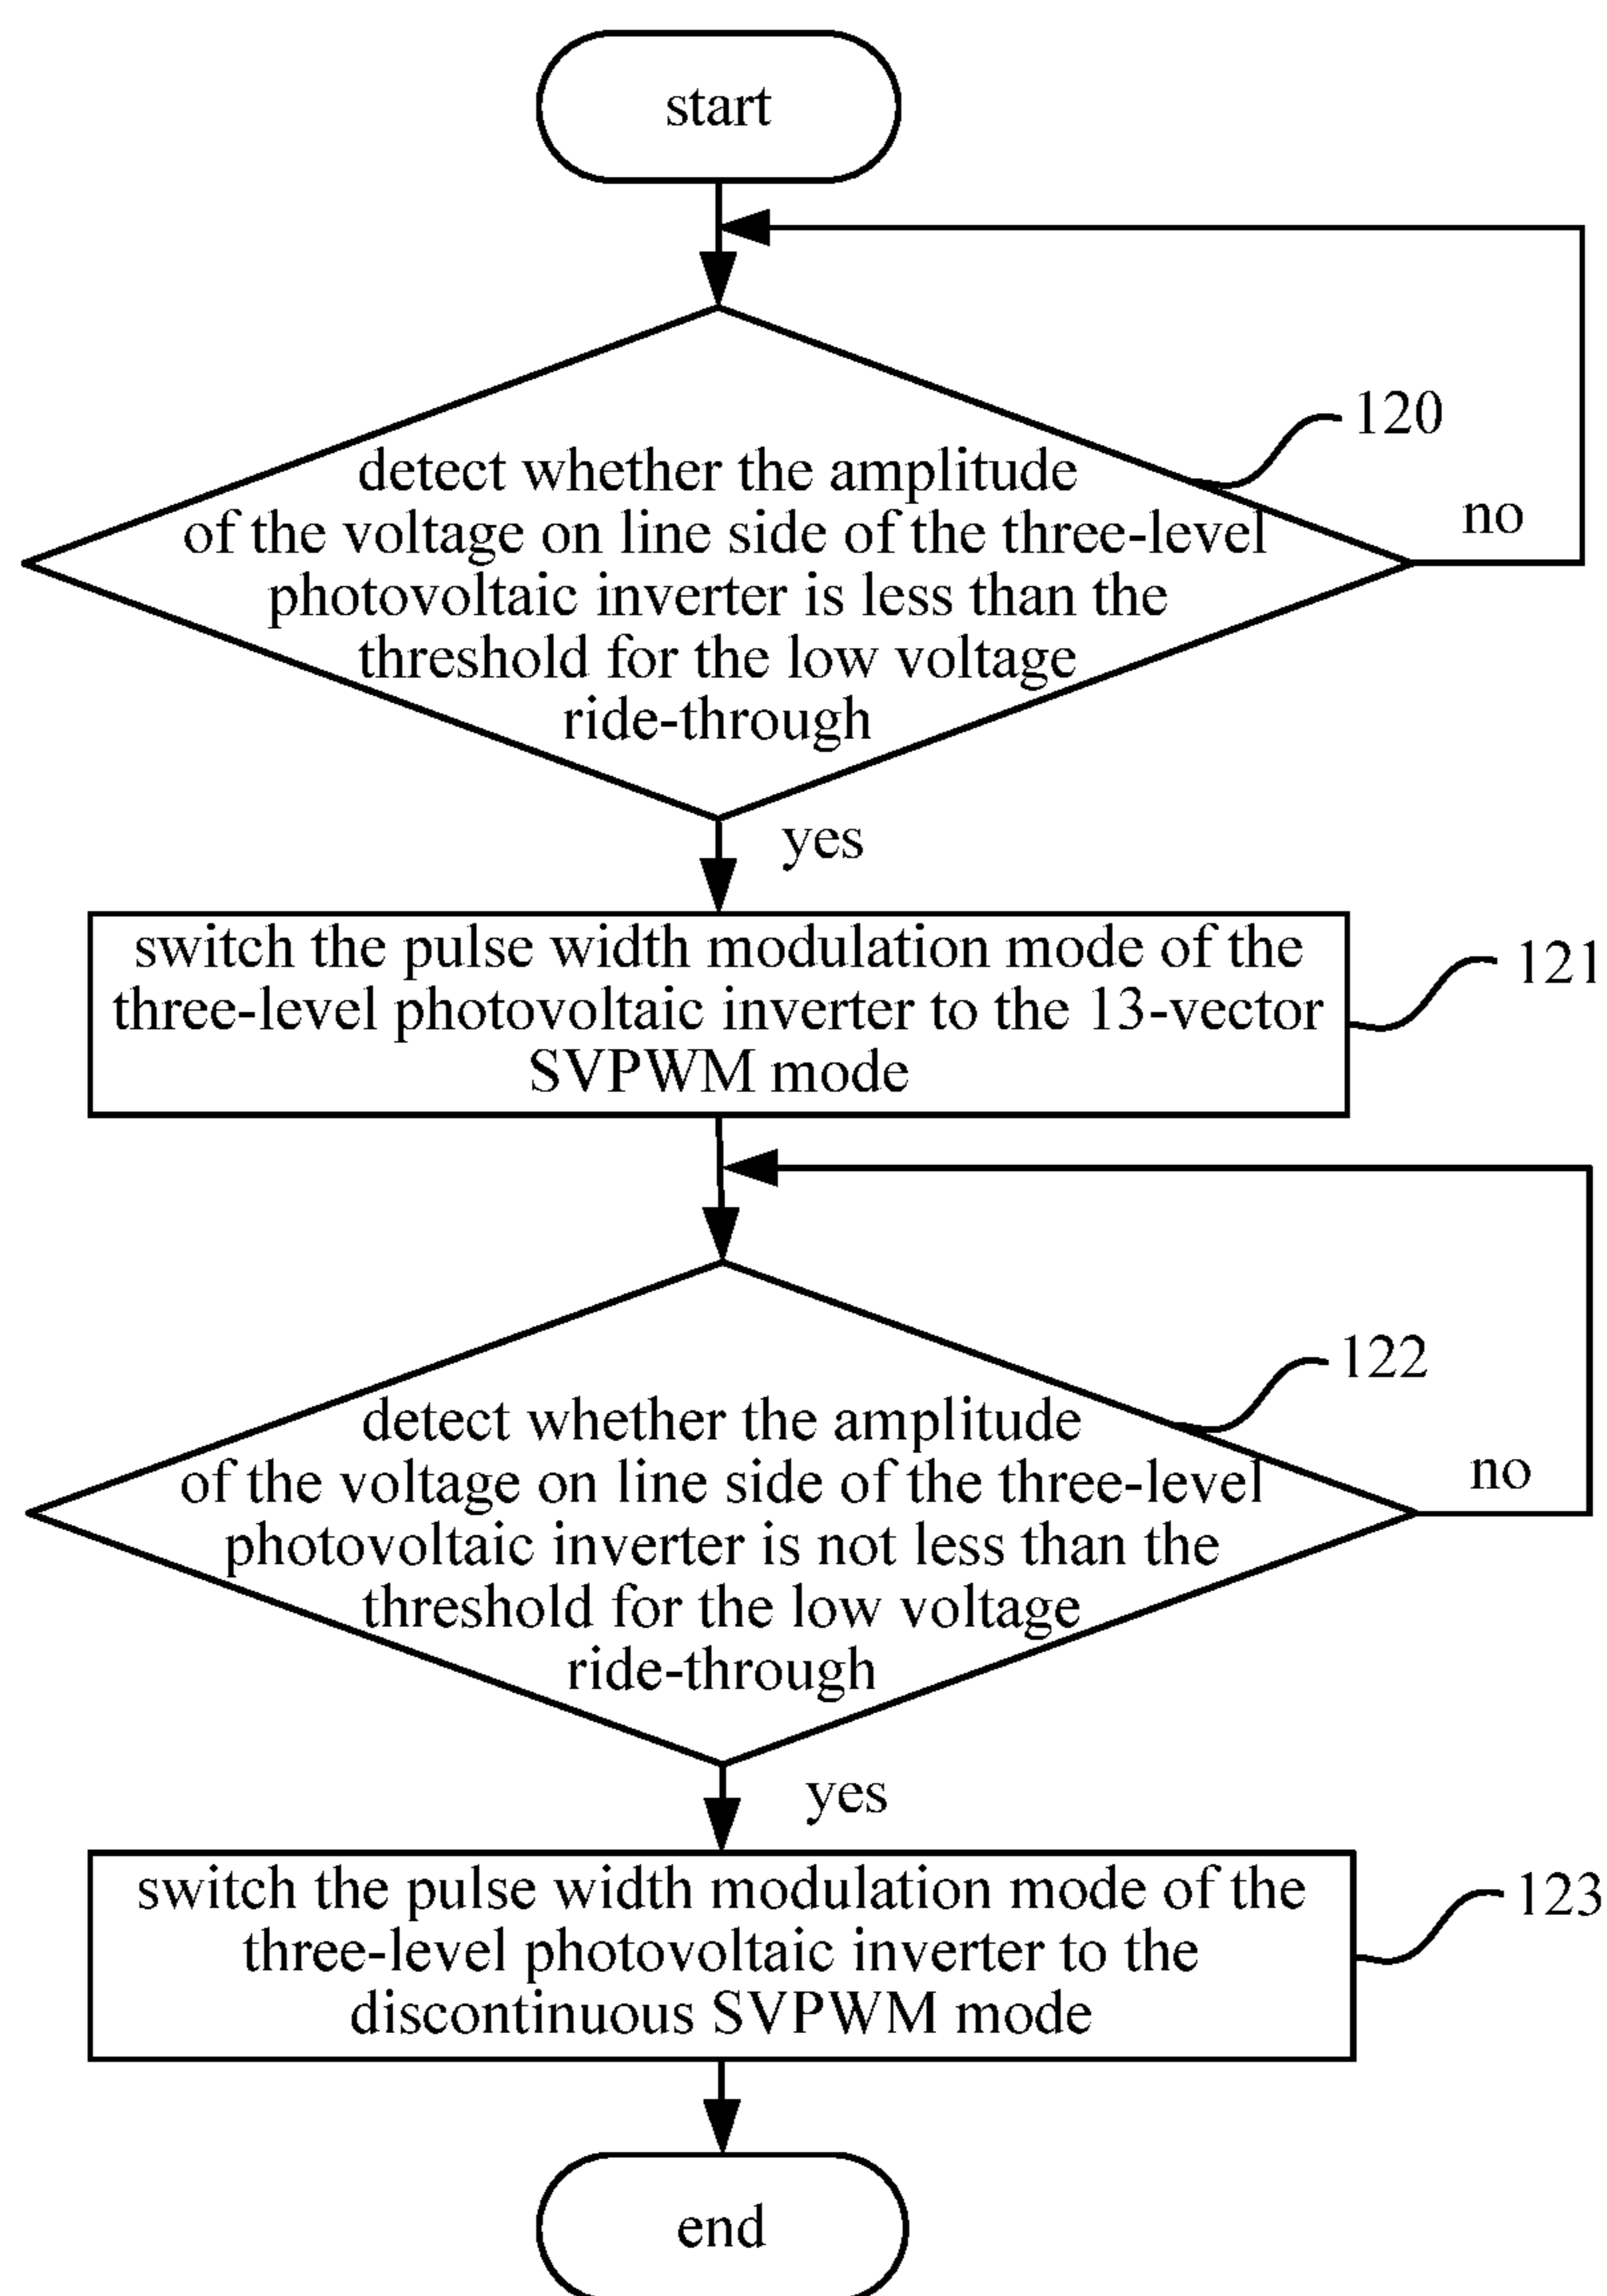 start
120
detect whether the amplitude
of the voltage on line side of the three-level
no
photovoltaic inverter is less than the
threshold for the low voltage
ride-through
yes
switch the pulse width modulation mode of the
121
three-level photovoltaic inverter to the 13-vector
SVPWM mode
122
detect whether the amplitude
of the voltage on line side of the three-level
no
photovoltaic inverter is not less than the
threshold for the low voltage
ride-through
yes
switch the pulse width modulation mode of the
123
three-level photovoltaic inverter to the
discontinuous SVPWM mode
end